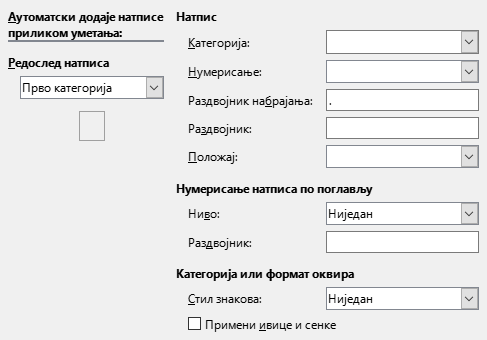 Аутоматски додаје натписе
приликом уметања:
Редослед натписа
Прво категорија
Натпис
Категорија:
Нумерисање:
Раздвојник набрајања: .
Раздвојник:
Положај:
Нумерисање натписа по поглављу
Ниво: Ниједан
Раздвојник:
Категорија или формат оквира
Стил знакова: Ниједан
Примени ивице и сенке